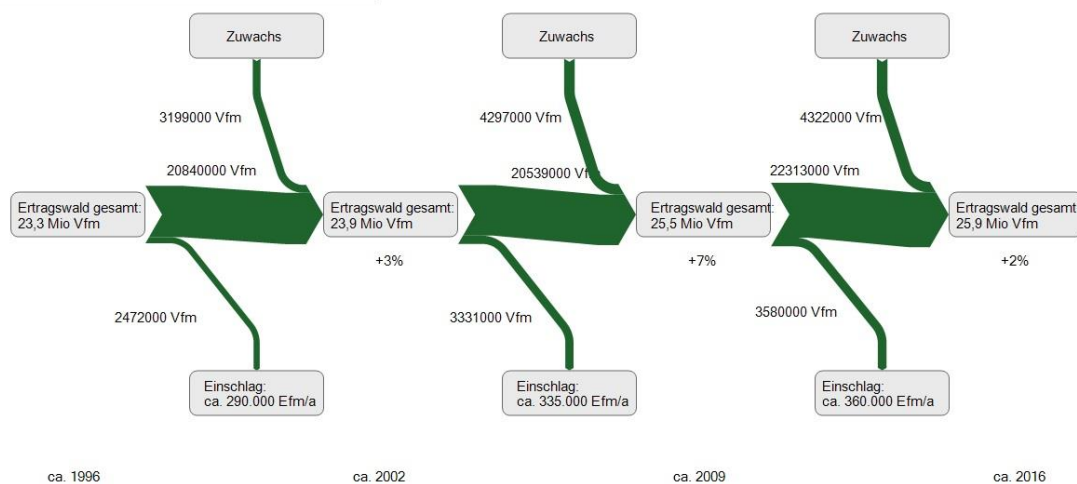 Zuwachs
Zuwachs
Zuwachs
3199000 Vfm
4297000 Vfm
4322000 Vfm
20840000 Vfm
20539000 Vfm
22313000 Vfm
Ertragswald gesamt:
23,3 Mio Vfm
Ertragswald gesamt:
23,9 Mio Vfm
Ertragswald gesamt:
25,5 Mio Vfm
Ertragswald gesamt:
25,9 Mio Vfm
+3%
+7%
+2%
2472000 Vfm
3331000 Vfm
3580000 Vfm
Einschlag:
ca. 290.000 Efm/a
Einschlag:
ca. 335.000 Efm/a
Einschlag:
ca. 360.000 Efm/a
ca. 1996
ca. 2002
ca. 2009
ca. 2016